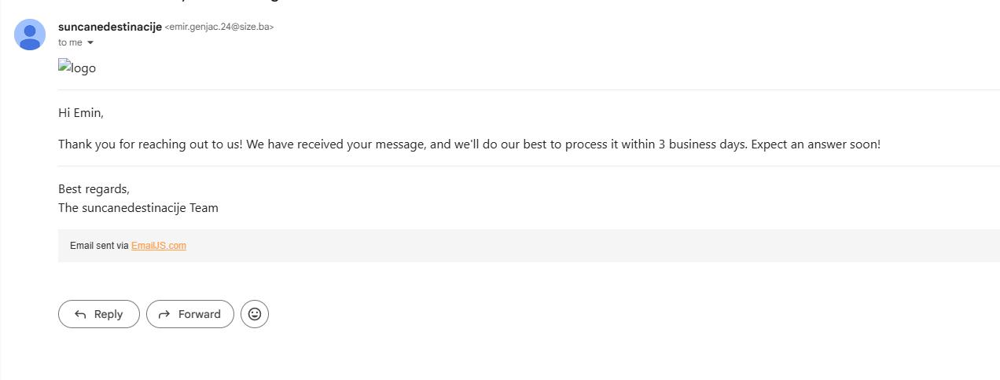 suncanedestinacije <emir.genjac.24@size.ba>
to me
logo
Hi Emin,
Thank you for reaching out to us! We have received your message, and we'll do our best to process it within 3 business days. Expect an answer soon!
Best regards,
The suncanedestinacije Team
Email sent via EmailJS.com
Reply
Forward